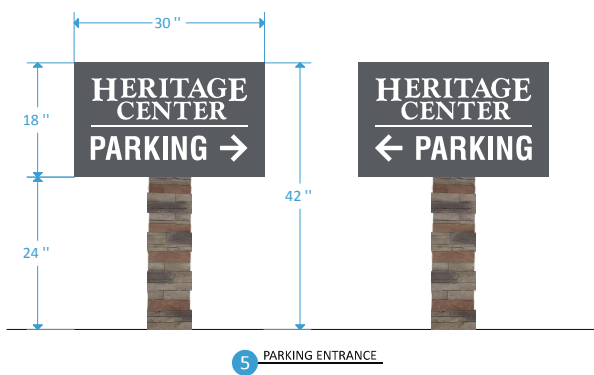 30 "
18 "
HERITAGE
CENTER
PARKING →
24 "
42 "
HERITAGE
CENTER
← PARKING
5 PARKING ENTRANCE